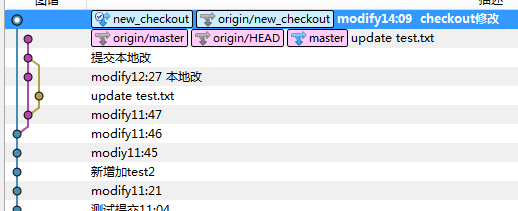 图谱 描述
new_checkout origin/new_checkout modify14:09 checkout修改
origin/master origin/HEAD master update test.txt
提交本地改
modify12:27 本地改
update test.txt
modify11:47
modify11:46
modiy11:45
新增加test2
modify11:21
测试提交11:04